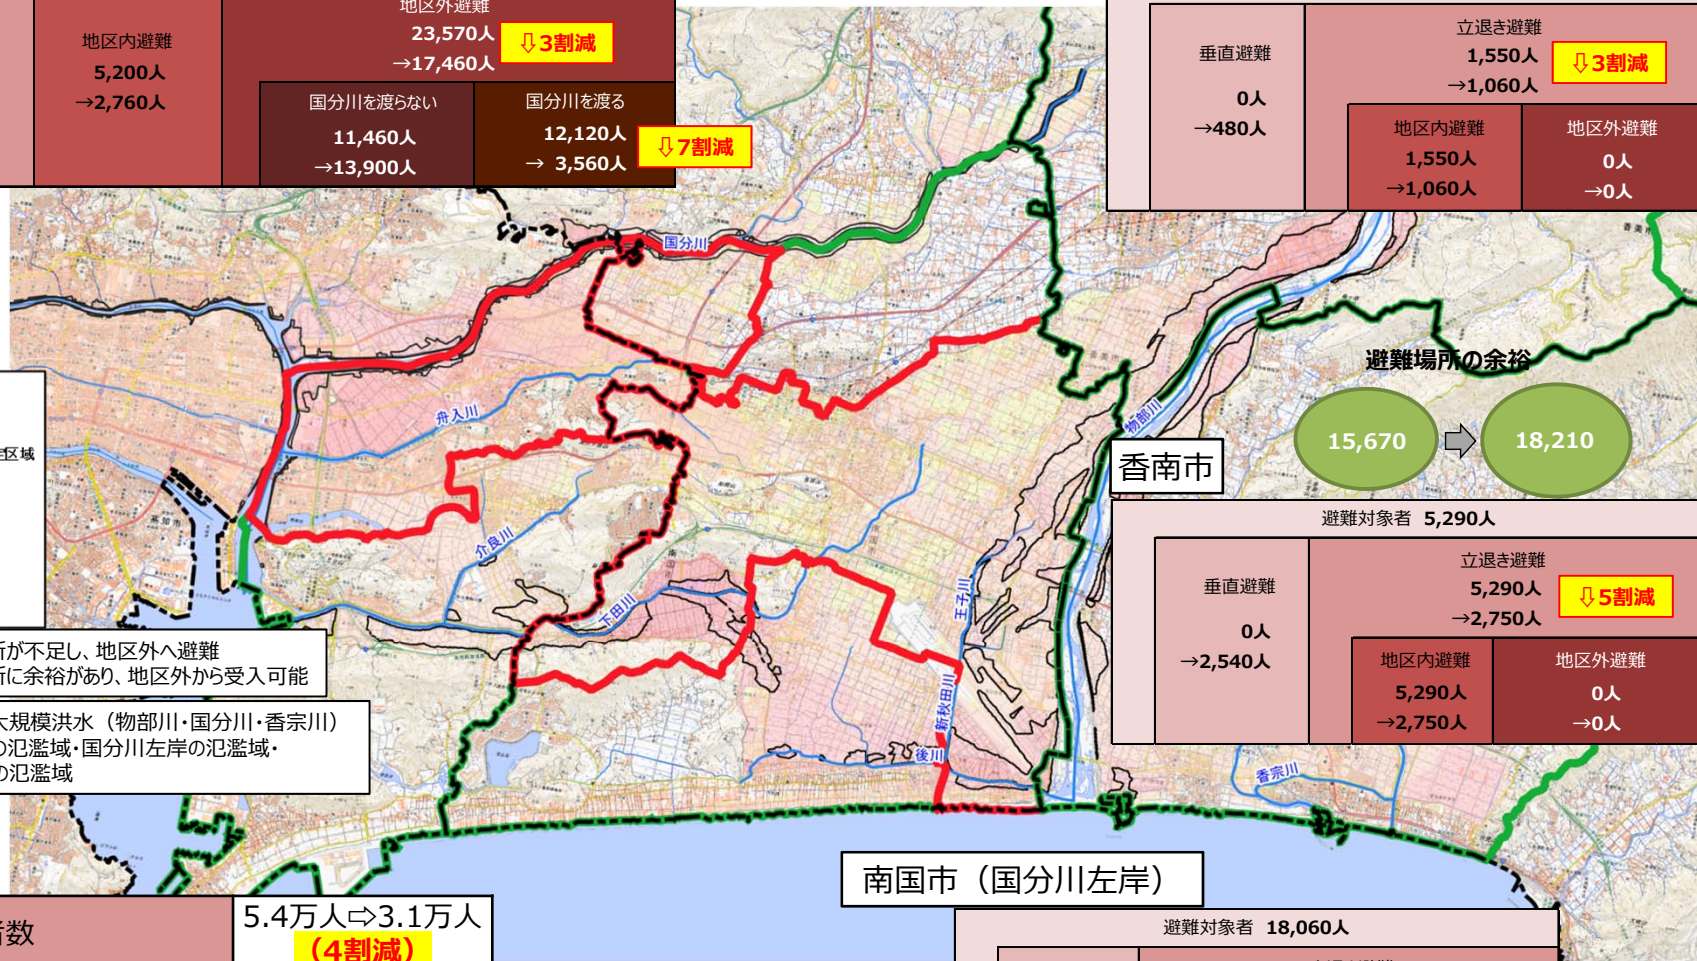 地区内避難
5,200人
→2,760人
地区外避難
23,570人
→17,460人
⇩3割減
国分川を渡らない
11,460人
→13,900人
国分川を渡る
12,120人
→ 3,560人
⇩7割減
垂直避難
0人
→480人
立退き避難
1,550人
→1,060人
⇩3割減
地区内避難
1,550人
→1,060人
地区外避難
0人
→0人
国分川
舟入川
介良川
下田川
物部川
王子川
新秋田川
後川
香宗川
高知市
南国市
香美市
避難場所の余裕
15,670
18,210
香南市
避難対象者 5,290人
垂直避難
0人
→2,540人
立退き避難
5,290人
→2,750人
⇩5割減
地区内避難
5,290人
→2,750人
地区外避難
0人
→0人
区域
所が不足し、地区外へ避難
所に余裕があり、地区外から受入可能
大規模洪水（物部川・国分川・香宗川）
の氾濫域・国分川左岸の氾濫域・
の氾濫域
者数
5.4万人⇨3.1万人
（4割減）
南国市（国分川左岸）
避難対象者 18,060人